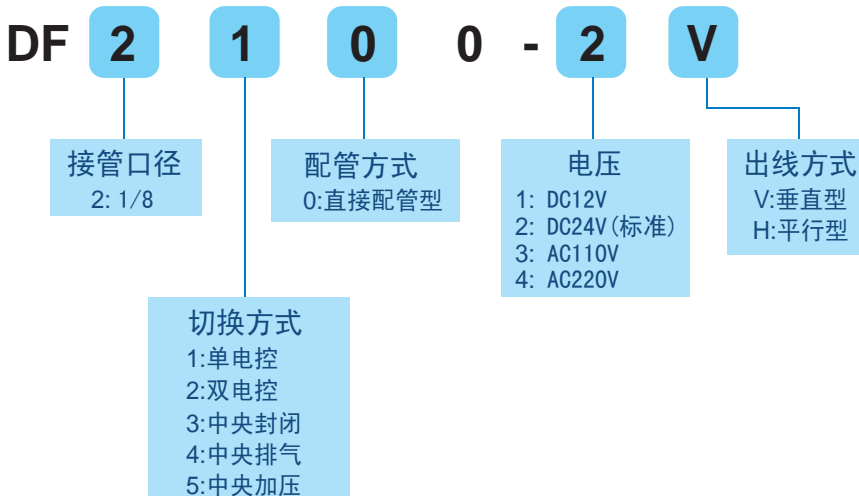 DF 2 1 0 0 - 2 V
接管口径
2: 1/8
配管方式
0:直接配管型
电压
1: DC12V
2: DC24V(标准)
3: AC110V
4: AC220V
出线方式
V:垂直型
H:平行型
切换方式
1:单电控
2:双电控
3:中央封闭
4:中央排气
5:中央加压